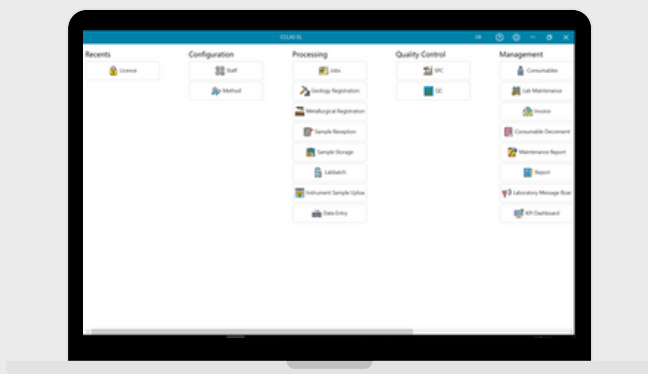 CCLAS EL
Recents
Licence
Configuration
Staff
Method
Processing
Jobs
Geology Registration
Metallurgical Registration
Sample Reception
Sample Storage
Labbatch
Instrument Sample Uploa
Data Entry
Quality Control
SPC
QC
Management
Consumables
Lab Maintenance
Invoice
Consumable Decrement
Maintenance Report
Report
Laboratory Message Boar
KPI Dashboard